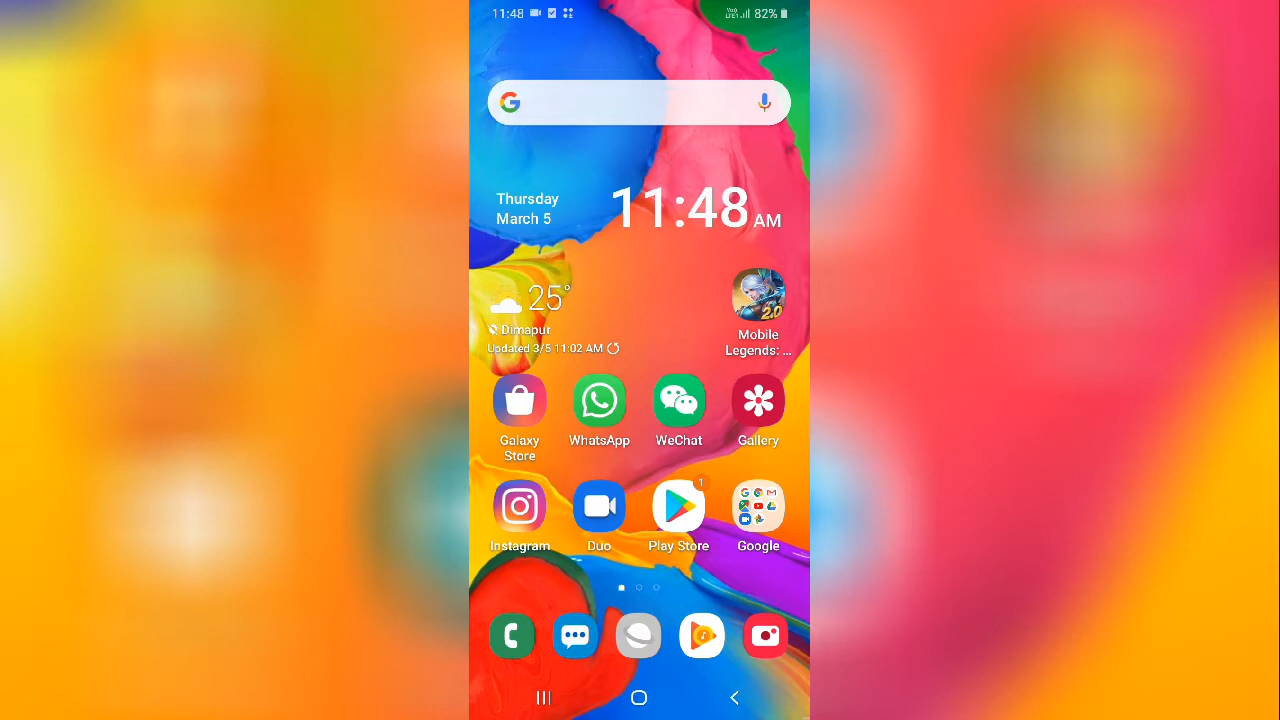 11:48
82%
Thursday
March 5
11:48 AM
25°
Dimapur
Updated 3/5 11:02 AM
2.0
Mobile
Legends: ...
Galaxy
Store
WhatsApp
WeChat
Gallery
1
Instagram
Duo
Play Store
Google